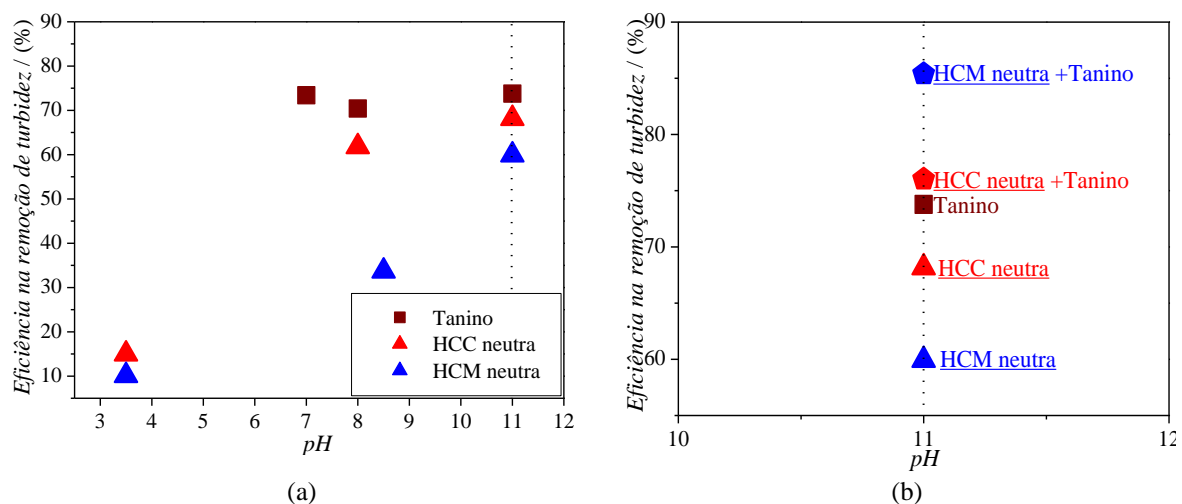 90
80
70
60
50
40
30
20
10
Eficiência na remoção de turbidez / (%)
Tanino
HCC neutra
HCM neutra
3 4 5 6 7 8 9 10 11 12
pH
(a)
90
80
70
60
Eficiência na remoção de turbidez / (%)
HCM neutra +Tanino
HCC neutra +Tanino
Tanino
HCC neutra
HCM neutra
10 11 12
pH
(b)